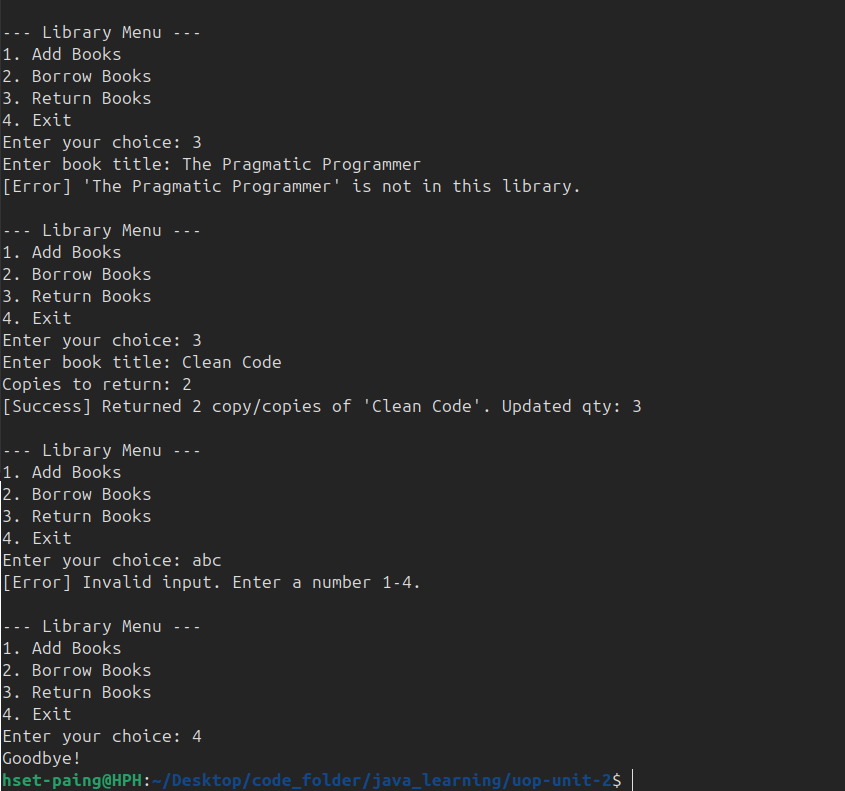 --- Library Menu ---
1. Add Books
2. Borrow Books
3. Return Books
4. Exit
Enter your choice: 3
Enter book title: The Pragmatic Programmer
[Error] 'The Pragmatic Programmer' is not in this library.

--- Library Menu ---
1. Add Books
2. Borrow Books
3. Return Books
4. Exit
Enter your choice: 3
Enter book title: Clean Code
Copies to return: 2
[Success] Returned 2 copy/copies of 'Clean Code'. Updated qty: 3

--- Library Menu ---
1. Add Books
2. Borrow Books
3. Return Books
4. Exit
Enter your choice: abc
[Error] Invalid input. Enter a number 1-4.

--- Library Menu ---
1. Add Books
2. Borrow Books
3. Return Books
4. Exit
Enter your choice: 4
Goodbye!
hset-paing@HPH:~/Desktop/code_folder/java_learning/uop-unit-2$